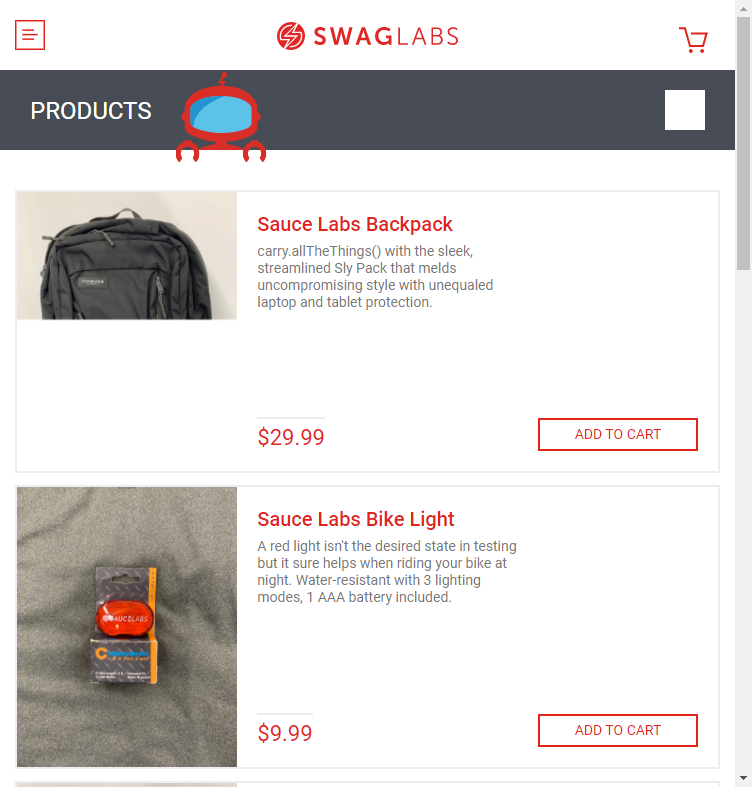 SWAGLABS
PRODUCTS
Sauce Labs Backpack
carry.allTheThings() with the sleek,
streamlined Sly Pack that melds
uncompromising style with unequaled
laptop and tablet protection.
$29.99
ADD TO CART
Sauce Labs Bike Light
A red light isn't the desired state in testing
but it sure helps when riding your bike at
night. Water-resistant with 3 lighting
modes, 1 AAA battery included.
SAUCELABS
$9.99
ADD TO CART